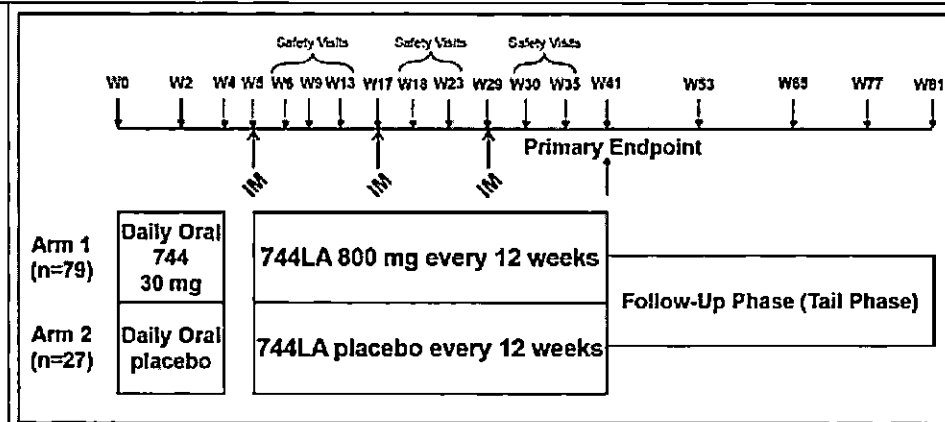 Safety Visits Safety Visits Safety Visits
W0 W2 W4 W5 W6 W9 W13 W17 W18 W23 W29 W30 W35 W41 W53 W65 W77 W81
Primary Endpoint
IM IM IM
Arm 1
(n=79)
Daily Oral
744
30 mg
744LA 800 mg every 12 weeks
Arm 2
(n=27)
Daily Oral
placebo
744LA placebo every 12 weeks
Follow-Up Phase (Tail Phase)